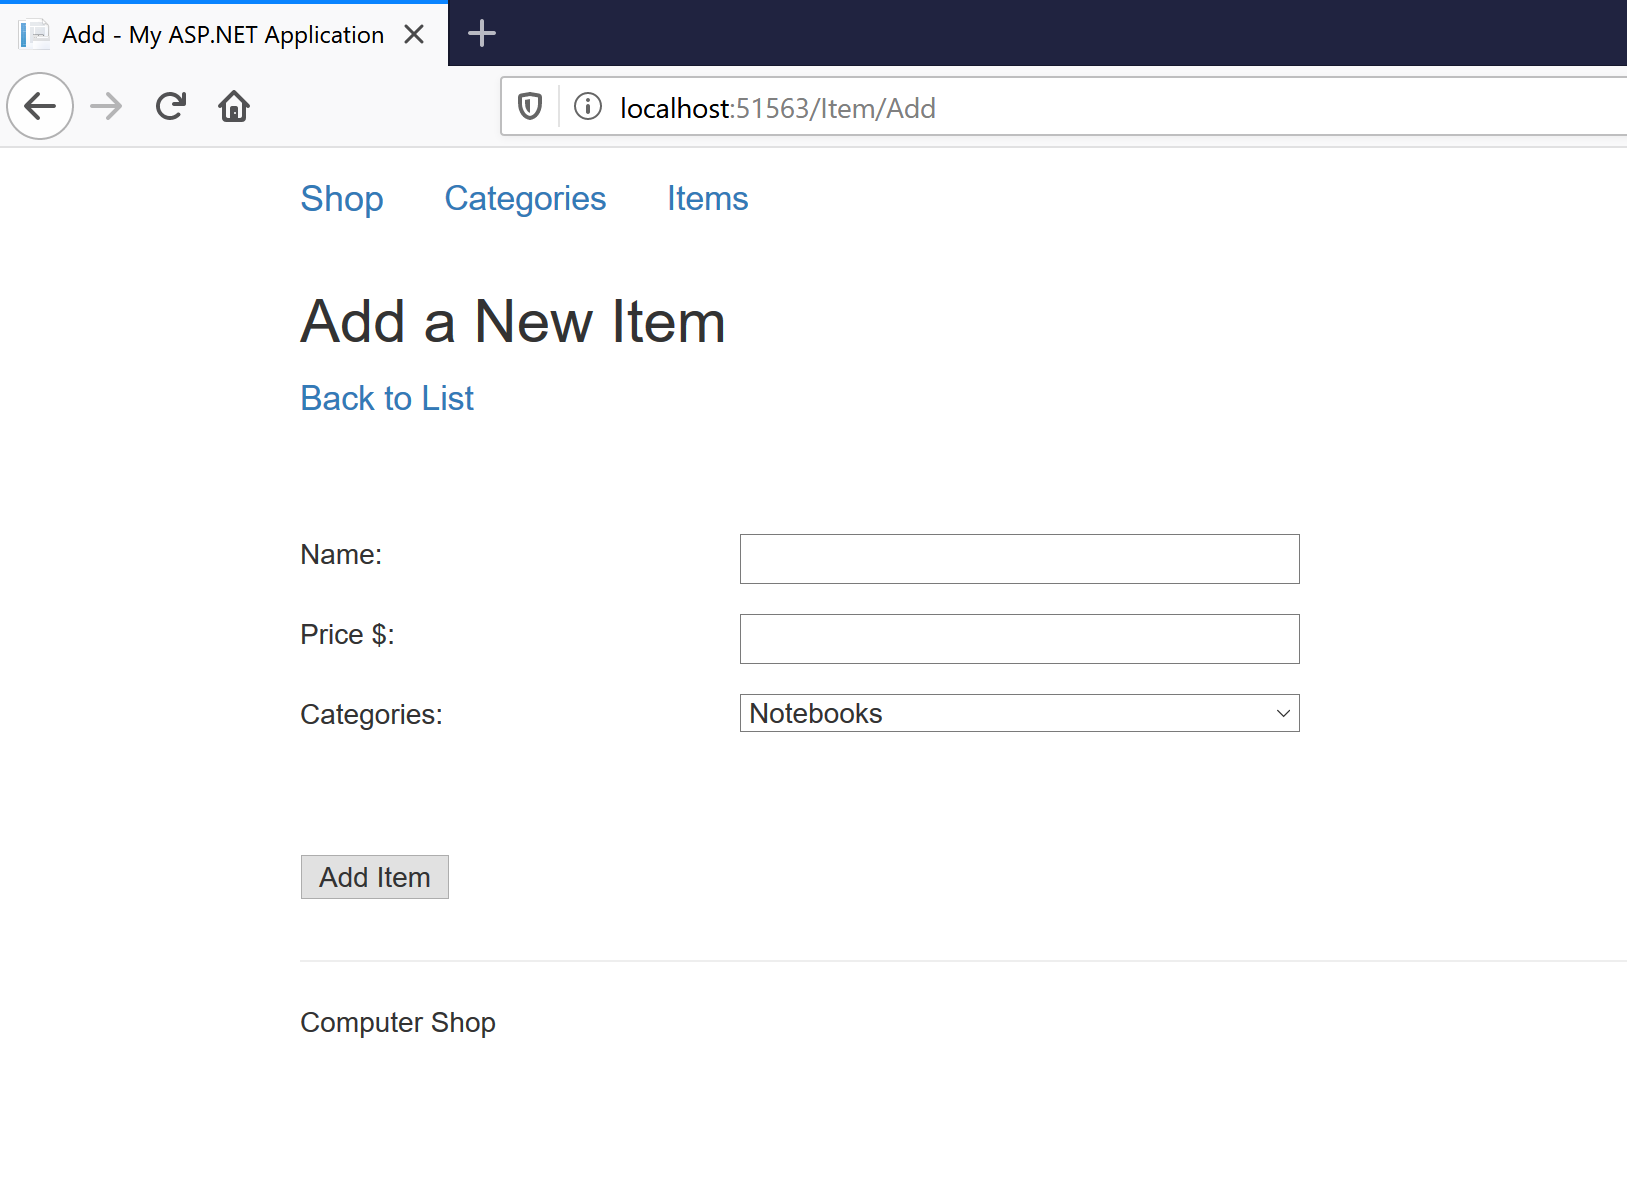 Add - My ASP.NET Application
localhost:51563/Item/Add
Shop Categories Items
Add a New Item
Back to List
Name:
Price $:
Categories: Notebooks
Add Item
Computer Shop